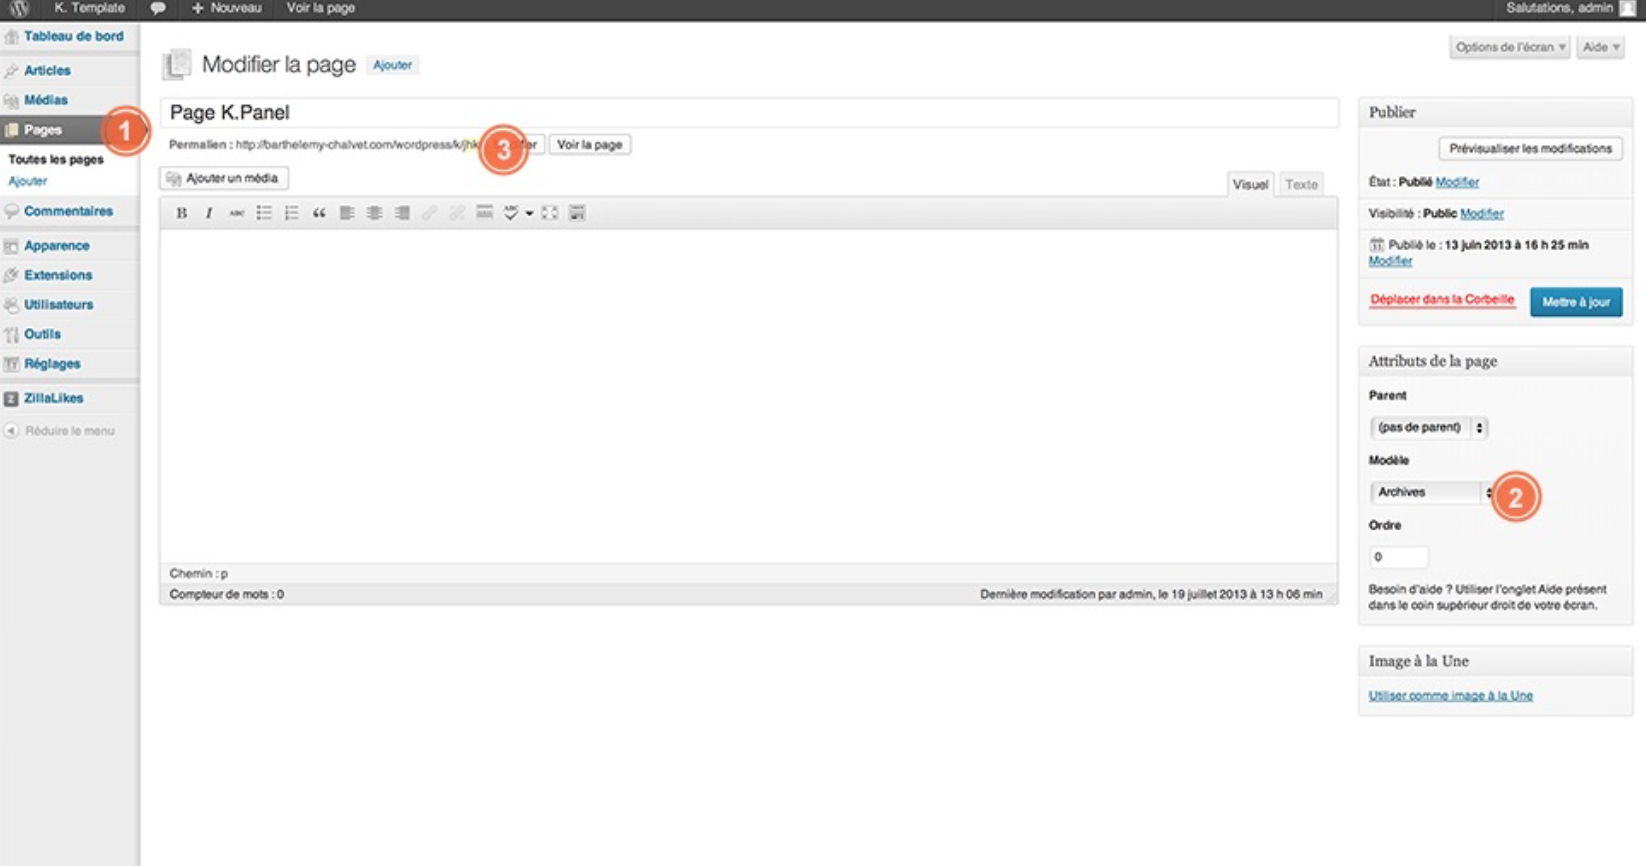 K. Template
+ Nouveau
Voir la page
Salutations, admin
Tableau de bord
Articles
Médias
Pages
1
Toutes les pages
Ajouter
Commentaires
Apparence
Extensions
Utilisateurs
Outils
Réglages
ZillaLikes
Réduire le menu
Options de l'écran
Aide
Modifier la page
Ajouter
Page K.Panel
Permalien : http://barthelemy-chalvet.com/wordpress/k/jhk
3
Voir la page
Ajouter un média
Visuel
Texte
B I ABC “ ABC
Chemin : p
Compteur de mots : 0
Dernière modification par admin, le 19 juillet 2013 à 13 h 06 min
Publier
Prévisualiser les modifications
État : Publié Modifier
Visibilité : Public Modifier
Publié le : 13 juin 2013 à 16 h 25 min
Modifier
Déplacer dans la Corbeille
Mettre à jour
Attributs de la page
Parent
(pas de parent)
Modèle
Archives
2
Ordre
0
Besoin d'aide ? Utiliser l'onglet Aide présent
dans le coin supérieur droit de votre écran.
Image à la Une
Utiliser comme image à la Une